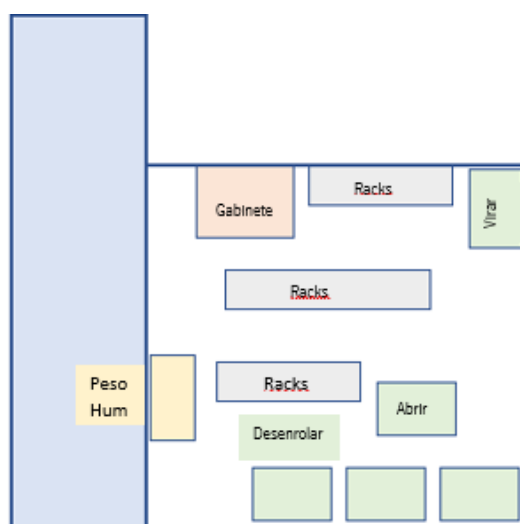 Racks
Gabinete
Virar
Racks
Peso
Hum
Racks
Abrir
Desenrolar